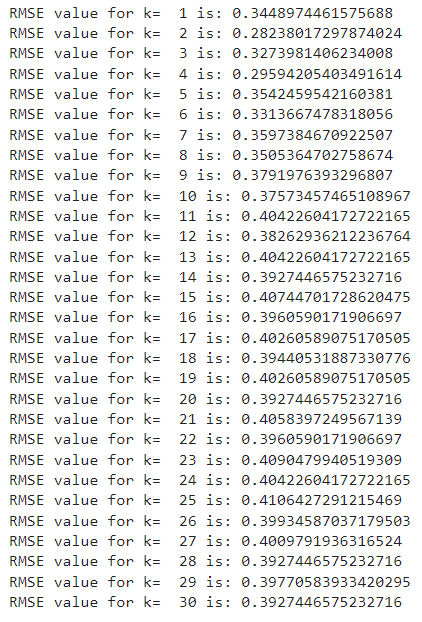 RMSE value for k=  1 is: 0.3448974461575688
RMSE value for k=  2 is: 0.28238017297874024
RMSE value for k=  3 is: 0.3273981406234008
RMSE value for k=  4 is: 0.29594205403491614
RMSE value for k=  5 is: 0.3542459542160381
RMSE value for k=  6 is: 0.3313667478318056
RMSE value for k=  7 is: 0.3597384670922507
RMSE value for k=  8 is: 0.3505364702758674
RMSE value for k=  9 is: 0.3791976393296807
RMSE value for k=  10 is: 0.37573457465108967
RMSE value for k=  11 is: 0.40422604172722165
RMSE value for k=  12 is: 0.38262936212236764
RMSE value for k=  13 is: 0.40422604172722165
RMSE value for k=  14 is: 0.3927446575232716
RMSE value for k=  15 is: 0.40744701728620475
RMSE value for k=  16 is: 0.3960590171906697
RMSE value for k=  17 is: 0.40260589075170505
RMSE value for k=  18 is: 0.39440531887330776
RMSE value for k=  19 is: 0.40260589075170505
RMSE value for k=  20 is: 0.3927446575232716
RMSE value for k=  21 is: 0.4058397249567139
RMSE value for k=  22 is: 0.3960590171906697
RMSE value for k=  23 is: 0.4090479940519309
RMSE value for k=  24 is: 0.40422604172722165
RMSE value for k=  25 is: 0.4106427291215469
RMSE value for k=  26 is: 0.39934587037179503
RMSE value for k=  27 is: 0.4009791936316524
RMSE value for k=  28 is: 0.3927446575232716
RMSE value for k=  29 is: 0.39770583933420295
RMSE value for k=  30 is: 0.3927446575232716